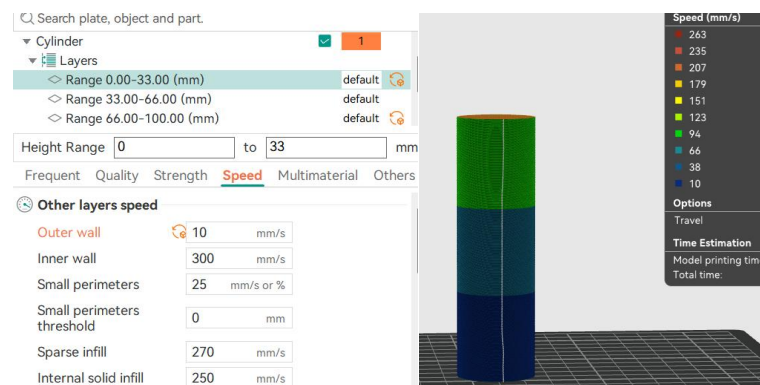 Search plate, object and part.
Cylinder 1
Layers
Range 0.00-33.00 (mm) default
Range 33.00-66.00 (mm) default
Range 66.00-100.00 (mm) default
Height Range 0 to 33 mm
Frequent Quality Strength Speed Multimaterial Others
Other layers speed
Outer wall 10 mm/s
Inner wall 300 mm/s
Small perimeters 25 mm/s or %
Small perimeters
threshold 0 mm
Sparse infill 270 mm/s
Internal solid infill 250 mm/s
Speed (mm/s)
263
235
207
179
151
123
94
66
38
10
Options
Travel
Time Estimation
Model printing time
Total time: